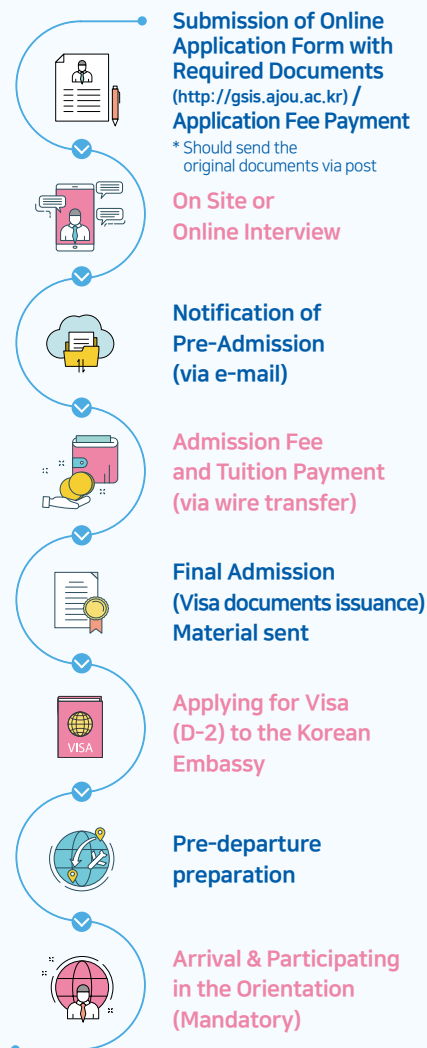 Submission of Online
Application Form with
Required Documents
(http://gsis.ajou.ac.kr) /
Application Fee Payment
* Should send the
original documents via post
On Site or
Online Interview
Notification of
Pre-Admission
(via e-mail)
Admission Fee
and Tuition Payment
(via wire transfer)
Final Admission
(Visa documents issuance)
Material sent
VISA
Applying for Visa
(D-2) to the Korean
Embassy
Pre-departure
preparation
Arrival & Participating
in the Orientation
(Mandatory)